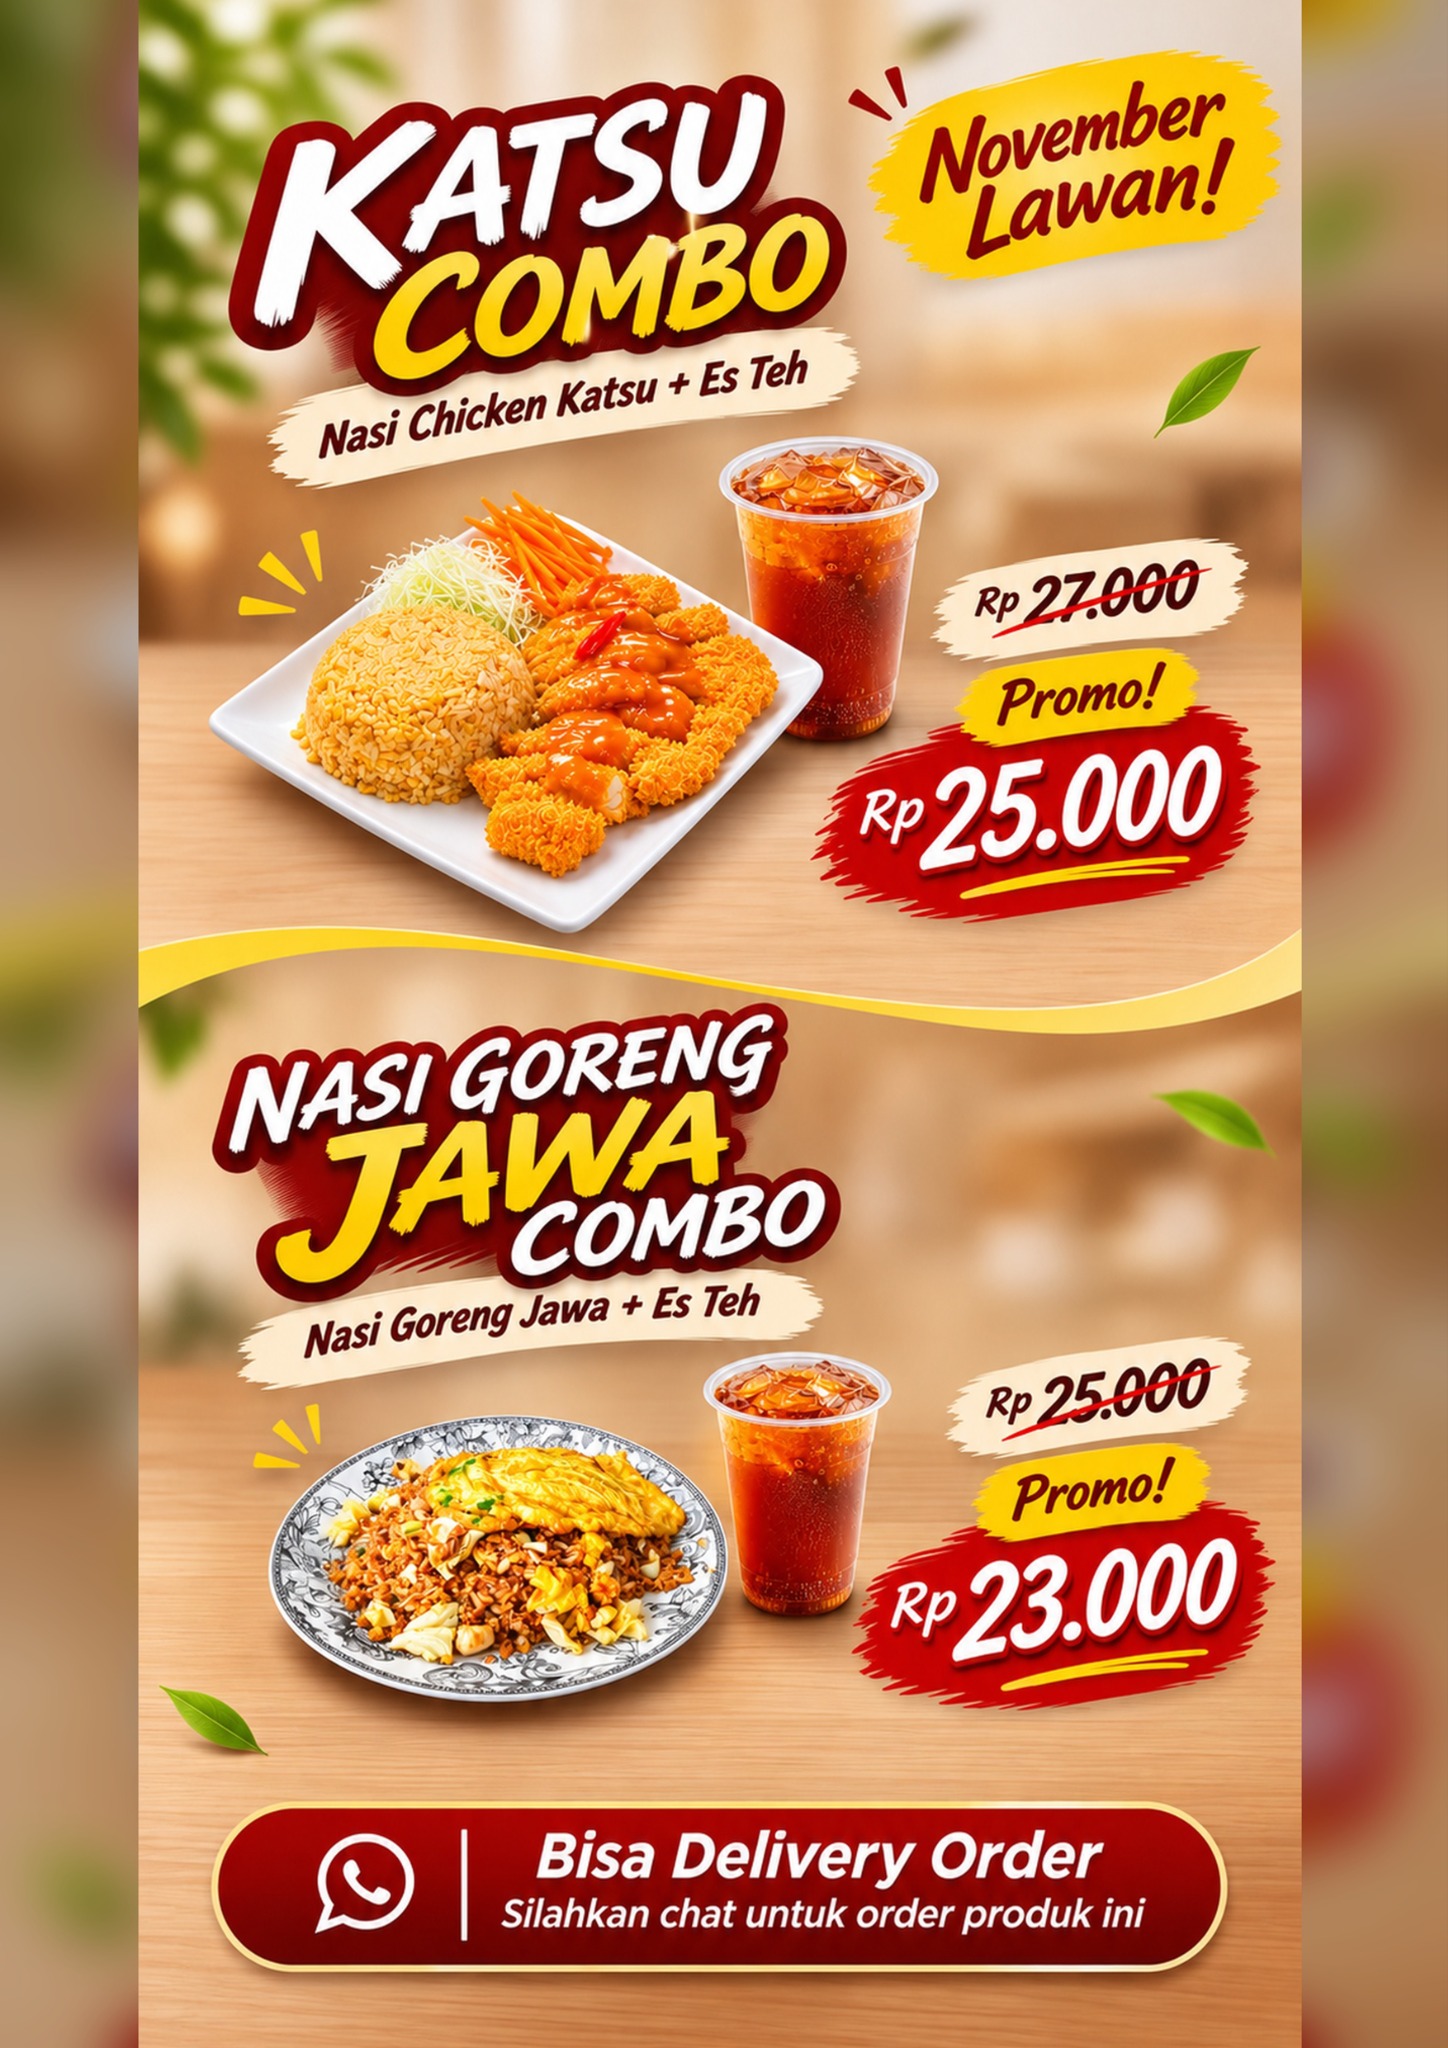 KATSU
COMBO
Nasi Chicken Katsu + Es Teh
November
Lawan!
Rp 27.000
Promo!
Rp 25.000
NASI GORENG
JAWA
COMBO
Nasi Goreng Jawa + Es Teh
Rp 25.000
Promo!
Rp 23.000
Bisa Delivery Order
Silahkan chat untuk order produk ini